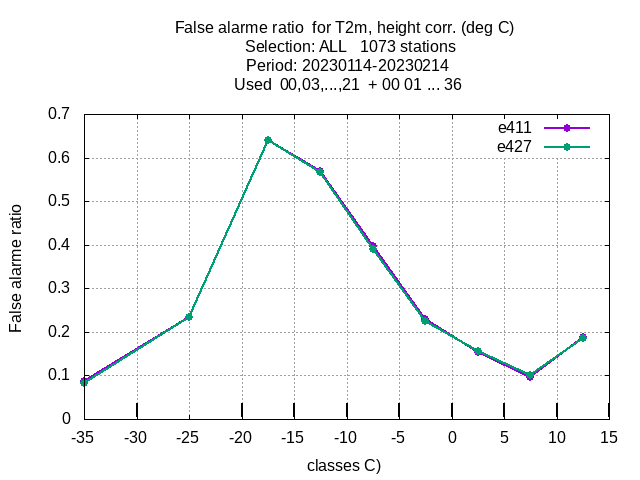 False alarme ratio  for T2m, height corr. (deg C)
Selection: ALL   1073 stations
Period: 20230114-20230214
Used  00,03,...,21  + 00 01 ... 36
e411
e427
False alarme ratio
0.7
0.6
0.5
0.4
0.3
0.2
0.1
0
-35 -30 -25 -20 -15 -10 -5 0 5 10 15
classes C)